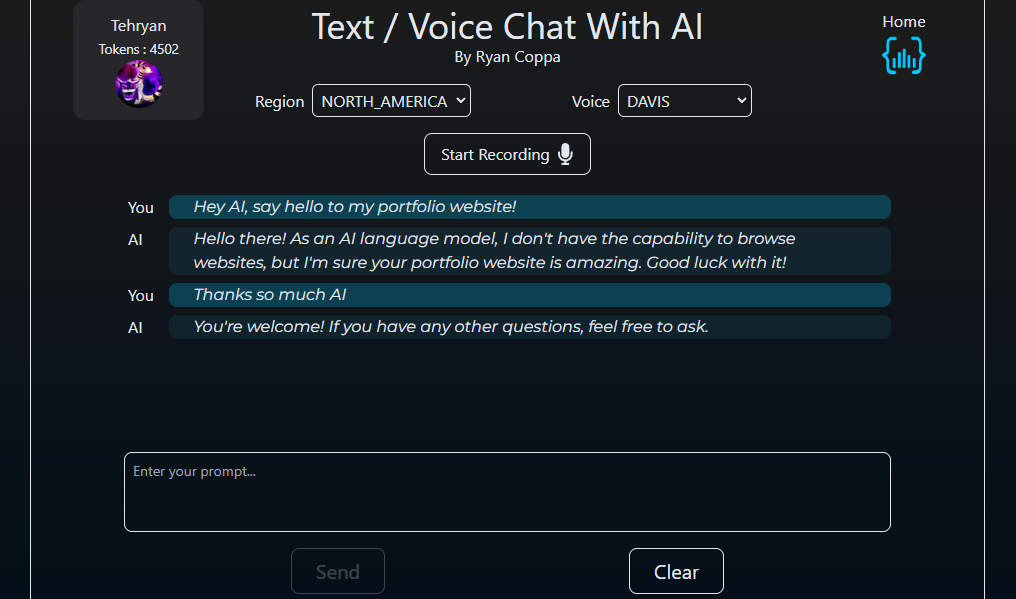 Tehryan
Tokens : 4502
Text / Voice Chat With AI
By Ryan Coppa
Home
Region NORTH_AMERICA
Voice DAVIS
Start Recording
You Hey AI, say hello to my portfolio website!
AI Hello there! As an AI language model, I don't have the capability to browse
websites, but I'm sure your portfolio website is amazing. Good luck with it!
You Thanks so much AI
AI You're welcome! If you have any other questions, feel free to ask.
Enter your prompt...
Send
Clear